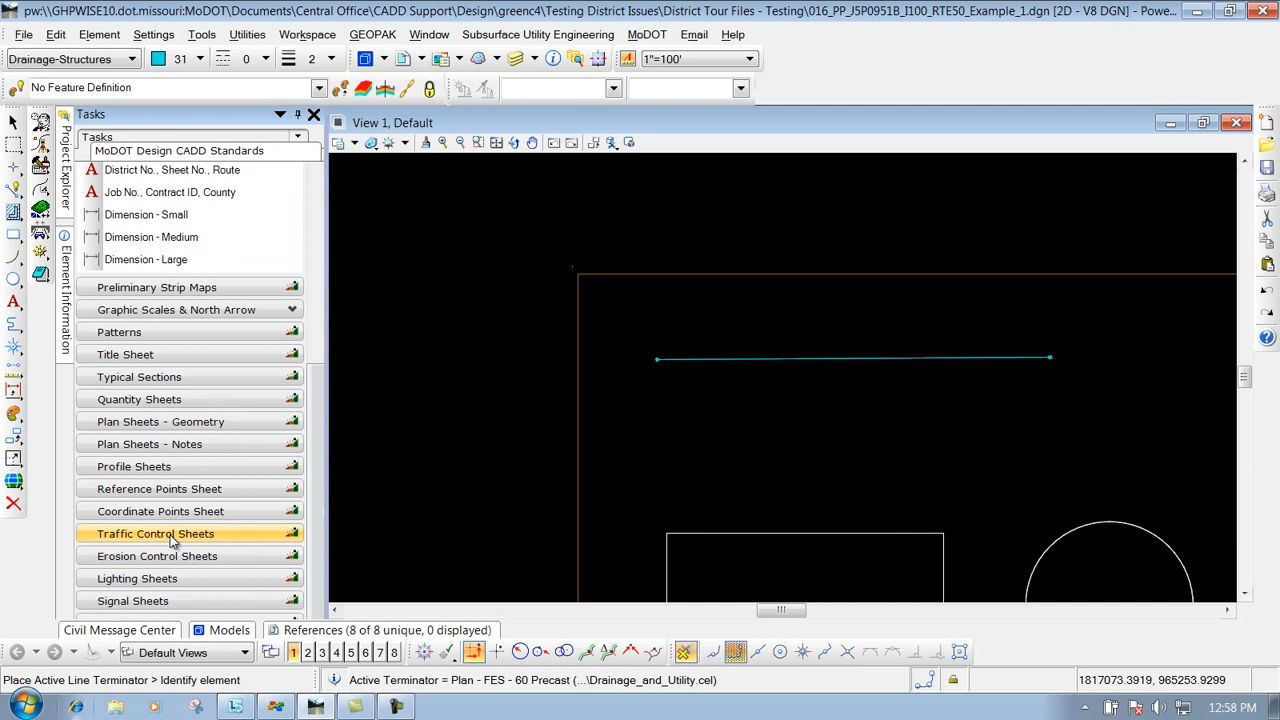 pw:\\GHPWISE10.dot.missouri:MoDOT\Documents\Central Office\CADD Support\Design\greenc4\Testing District Issues\District Tour Files - Testing\016_PP_J5P0951B_I100_RTE50_Example_1.dgn [2D - V8 DGN] - Powe...
File Edit Element Settings Tools Utilities Workspace GEOPAK Window Subsurface Utility Engineering MoDOT Email Help
Drainage-Structures 31 0 2 1"=100'
No Feature Definition
Tasks
Tasks
MoDOT Design CADD Standards
District No., Sheet No., Route
Job No., Contract ID, County
Dimension - Small
Dimension - Medium
Dimension - Large
Preliminary Strip Maps
Graphic Scales & North Arrow
Patterns
Title Sheet
Typical Sections
Quantity Sheets
Plan Sheets - Geometry
Plan Sheets - Notes
Profile Sheets
Reference Points Sheet
Coordinate Points Sheet
Traffic Control Sheets
Erosion Control Sheets
Lighting Sheets
Signal Sheets
Project Explorer
Element Information
View 1, Default
Civil Message Center Models References (8 of 8 unique, 0 displayed)
Default Views 1 2 3 4 5 6 7 8
Place Active Line Terminator > Identify element Active Terminator = Plan - FES - 60 Precast (...\Drainage_and_Utility.cel) 1817073.3919, 965253.9299
12:58 PM